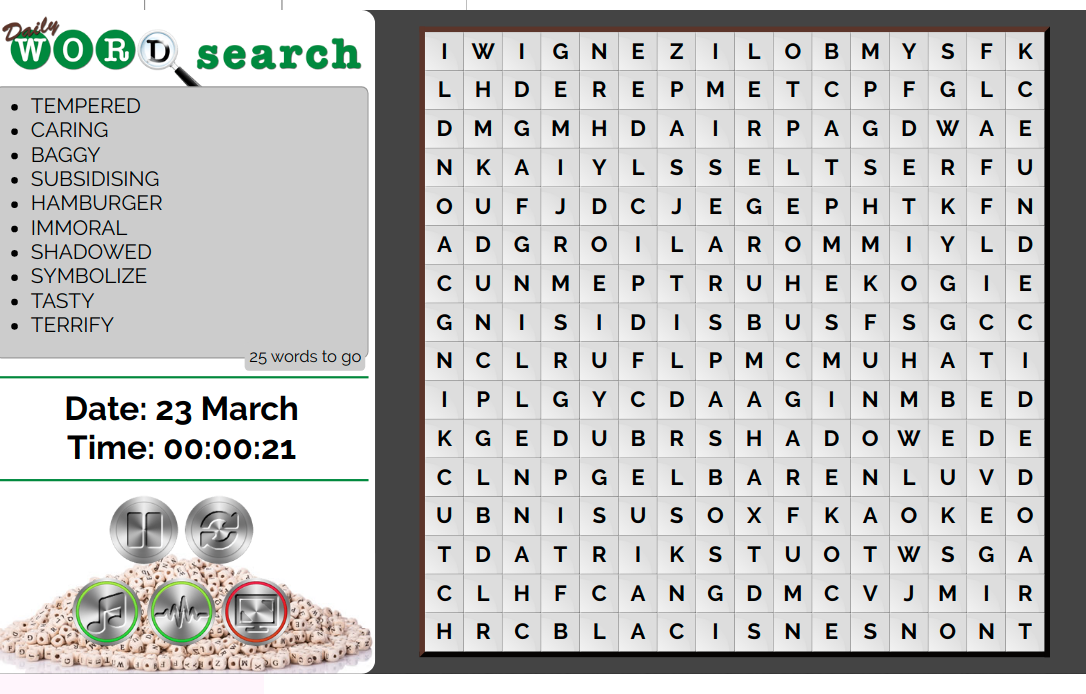 Daily
WORD search
TEMPERED
CARING
BAGGY
SUBSIDISING
HAMBURGER
IMMORAL
SHADOWED
SYMBOLIZE
TASTY
TERRIFY
25 words to go
Date: 23 March
Time: 00:00:21
I W I G N E Z I L O B M Y S F K
L H D E R E P M E T C P F G L C
D M G M H D A I R P A G D W A E
N K A I Y L S S E L T S E R F U
O U F J D C J E G E P H T K F N
A D G R O I L A R O M M I Y L D
C U N M E P T R U H E K O G I E
G N I S I D I S B U S F S G C C
N C L R U F L P M C M U H A T I
I P L G Y C D A A G I N M B E D
K G E D U B R S H A D O W E D E
C L N P G E L B A R E N L U V D
U B N I S U S O X F K A O K E O
T D A T R I K S T U O T W S G A
C L H F C A N G D M C V J M I R
H R C B L A C I S N E S N O N T